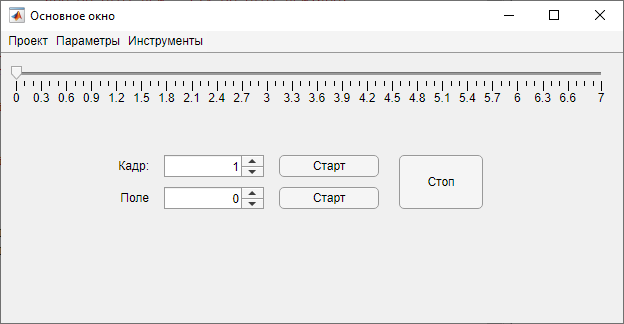 Основное окно
Проект Параметры Инструменты
0 0.3 0.6 0.9 1.2 1.5 1.8 2.1 2.4 2.7 3 3.3 3.6 3.9 4.2 4.5 4.8 5.1 5.4 5.7 6 6.3 6.6 7
Кадр: 1 Старт
Стоп
Поле 0 Старт